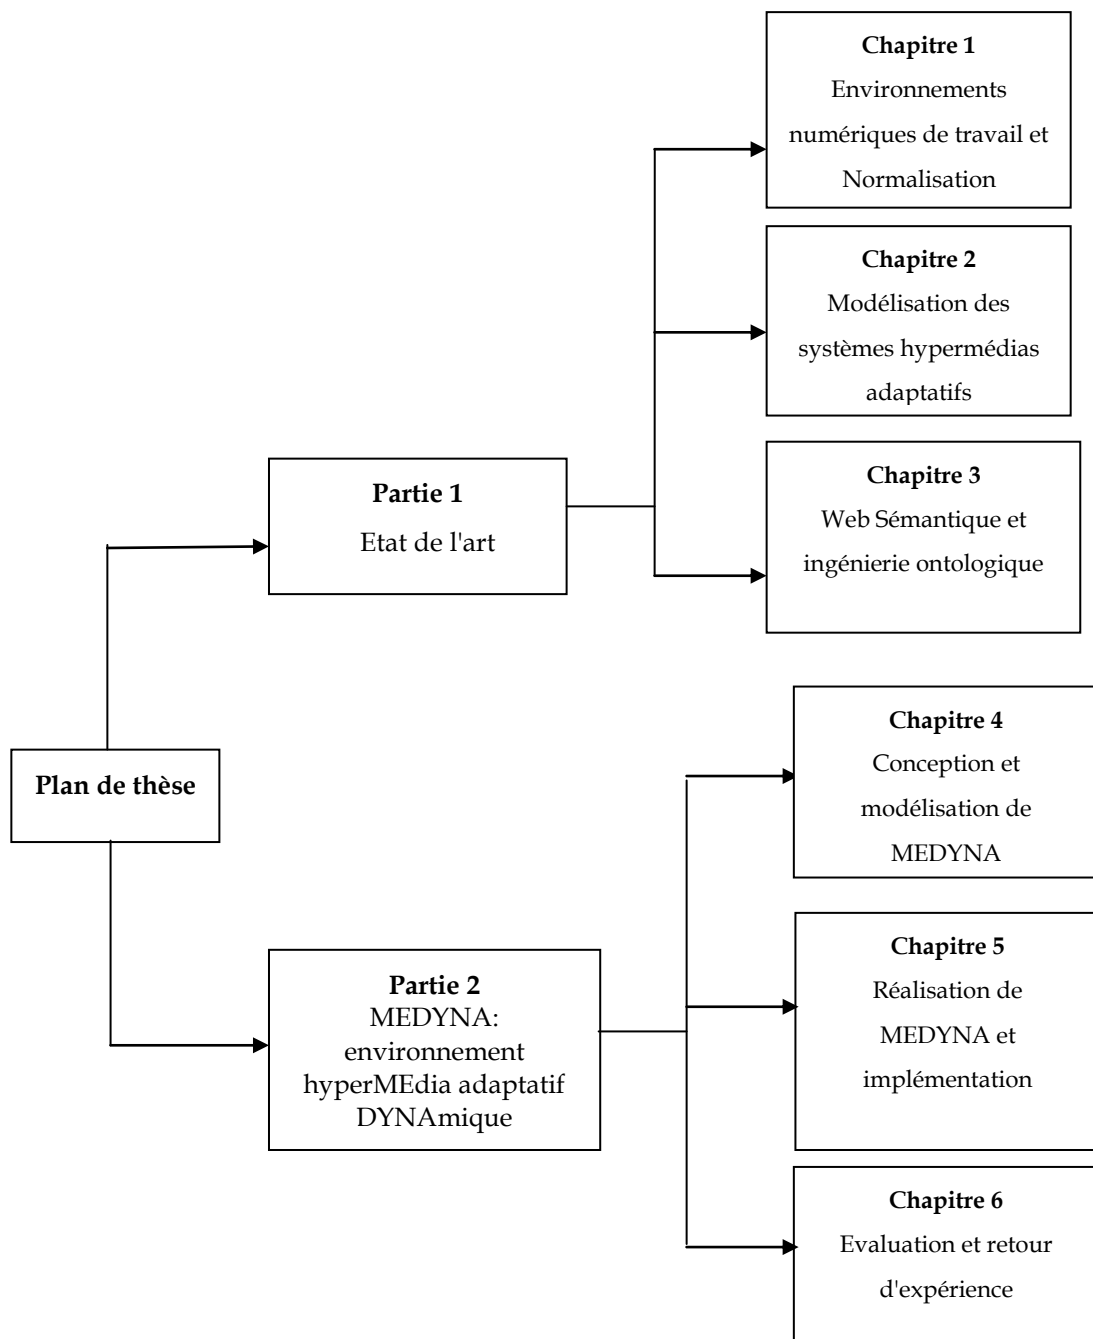 Chapitre 1
Environnements
numériques de travail et
Normalisation
Chapitre 2
Modélisation des
systèmes hypermédias
adaptatifs
Chapitre 3
Web Sémantique et
ingénierie ontologique
Partie 1
Etat de l'art
Plan de thèse
Partie 2
MEDYNA:
environnement
hyperMEdia adaptatif
DYNAmique
Chapitre 4
Conception et
modélisation de
MEDYNA
Chapitre 5
Réalisation de
MEDYNA et
implémentation
Chapitre 6
Evaluation et retour
d'expérience